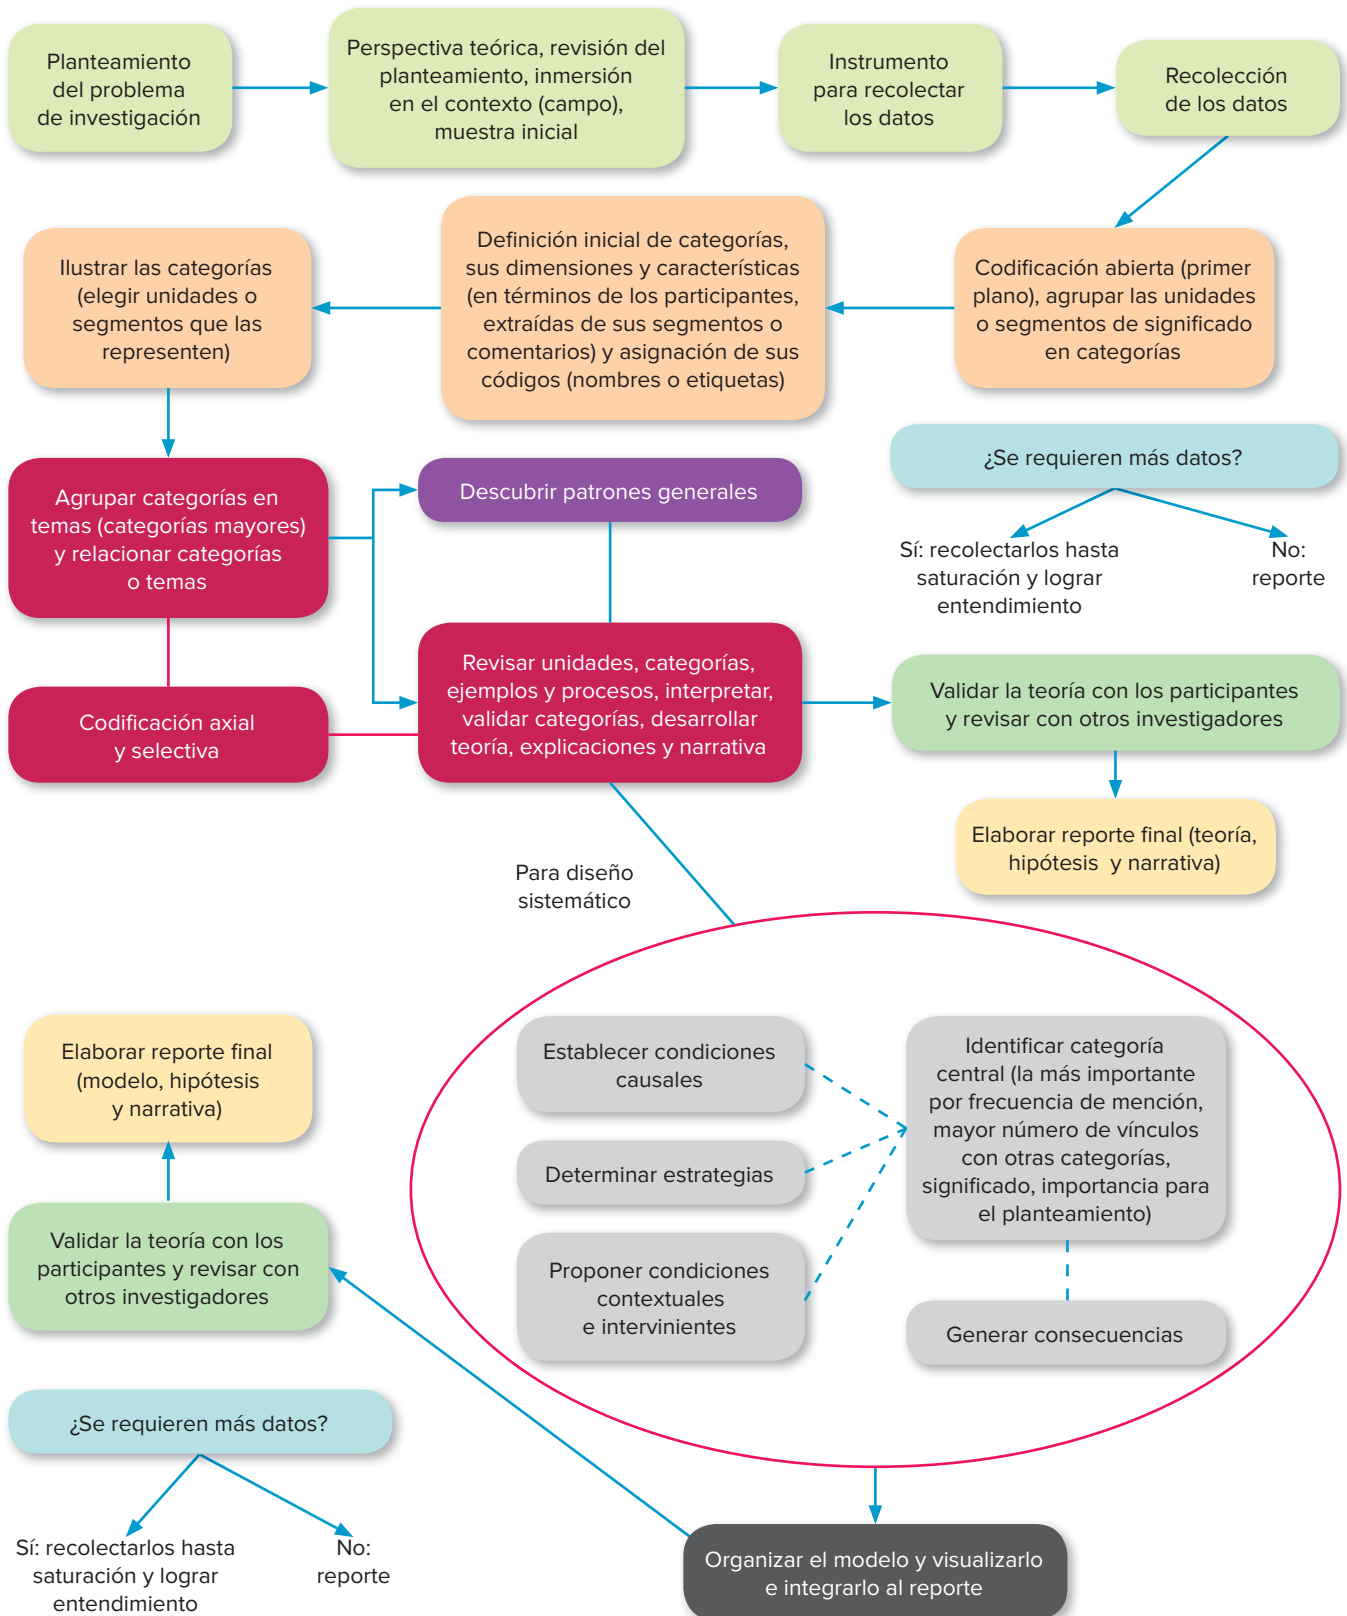 Planteamiento
del problema
de investigación
Perspectiva teórica, revisión del
planteamiento, inmersión
en el contexto (campo),
muestra inicial
Instrumento
para recolectar
los datos
Recolección
de los datos
Ilustrar las categorías
(elegir unidades o
segmentos que las
representen)
Definición inicial de categorías,
sus dimensiones y características
(en términos de los participantes,
extraídas de sus segmentos o
comentarios) y asignación de sus
códigos (nombres o etiquetas)
Codificación abierta (primer
plano), agrupar las unidades
o segmentos de significado
en categorías
Agrupar categorías en
temas (categorías mayores)
y relacionar categorías
o temas
Descubrir patrones generales
¿Se requieren más datos?
Sí: recolectarlos hasta
saturación y lograr
entendimiento
No:
reporte
Codificación axial
y selectiva
Revisar unidades, categorías,
ejemplos y procesos, interpretar,
validar categorías, desarrollar
teoría, explicaciones y narrativa
Validar la teoría con los participantes
y revisar con otros investigadores
Elaborar reporte final (teoría,
hipótesis y narrativa)
Para diseño
sistemático
Establecer condiciones
causales
Determinar estrategias
Proponer condiciones
contextuales
e intervinientes
Identificar categoría
central (la más importante
por frecuencia de mención,
mayor número de vínculos
con otras categorías,
significado, importancia para
el planteamiento)
Generar consecuencias
Elaborar reporte final
(modelo, hipótesis
y narrativa)
Validar la teoría con los
participantes y revisar con
otros investigadores
¿Se requieren más datos?
Sí: recolectarlos hasta
saturación y lograr
entendimiento
No:
reporte
Organizar el modelo y visualizarlo
e integrarlo al reporte